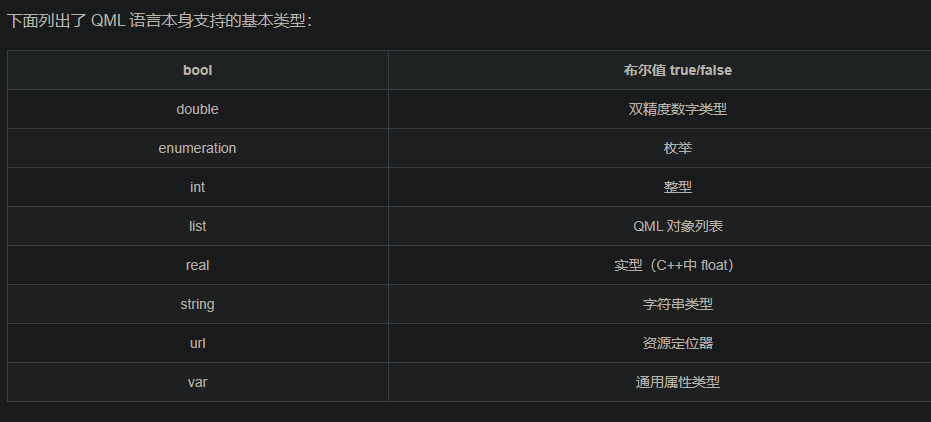 下面列出了 QML 语言本身支持的基本类型：
bool 布尔值 true/false
double 双精度数字类型
enumeration 枚举
int 整型
list QML 对象列表
real 实型（C++中 float）
string 字符串类型
url 资源定位器
var 通用属性类型